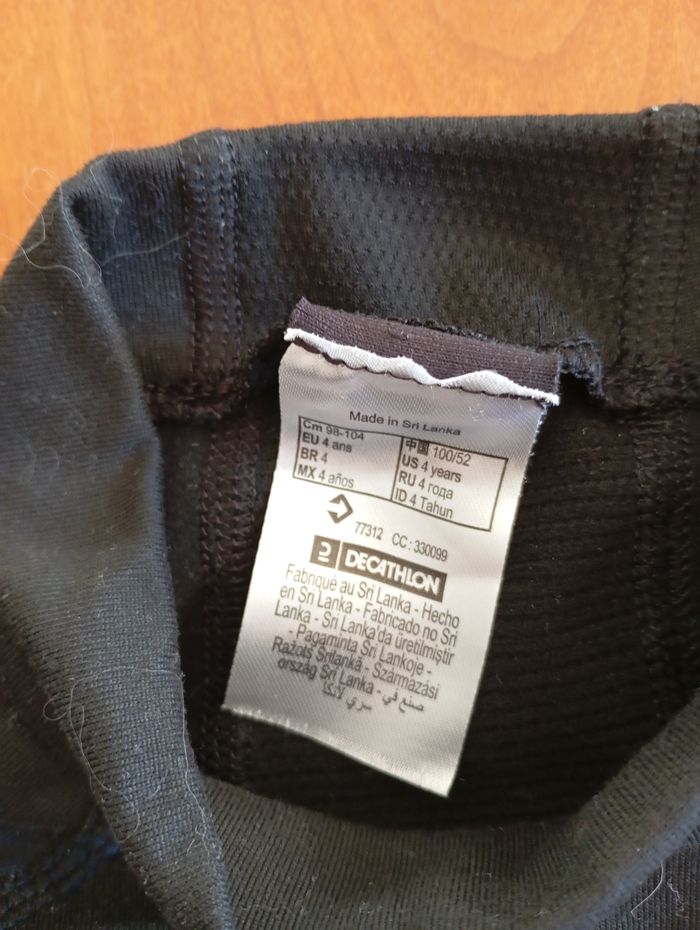 Made in Sri Lanka
Cm 98-104
EU 4 ans
BR 4
MX 4 años
中国 100/52
US 4 years
RU 4 года
ID 4 Tahun
77312 CC : 330099
DECATHLON
Fabriqué au Sri Lanka - Hecho
en Sri Lanka - Fabricado no Sri
Lanka - Sri Lanka'da üretilmiştir
- Pagaminta Sri Lankoje -
Ražots Srilankā - Származási
ország Sri Lanka - صنع في
سري لانكا